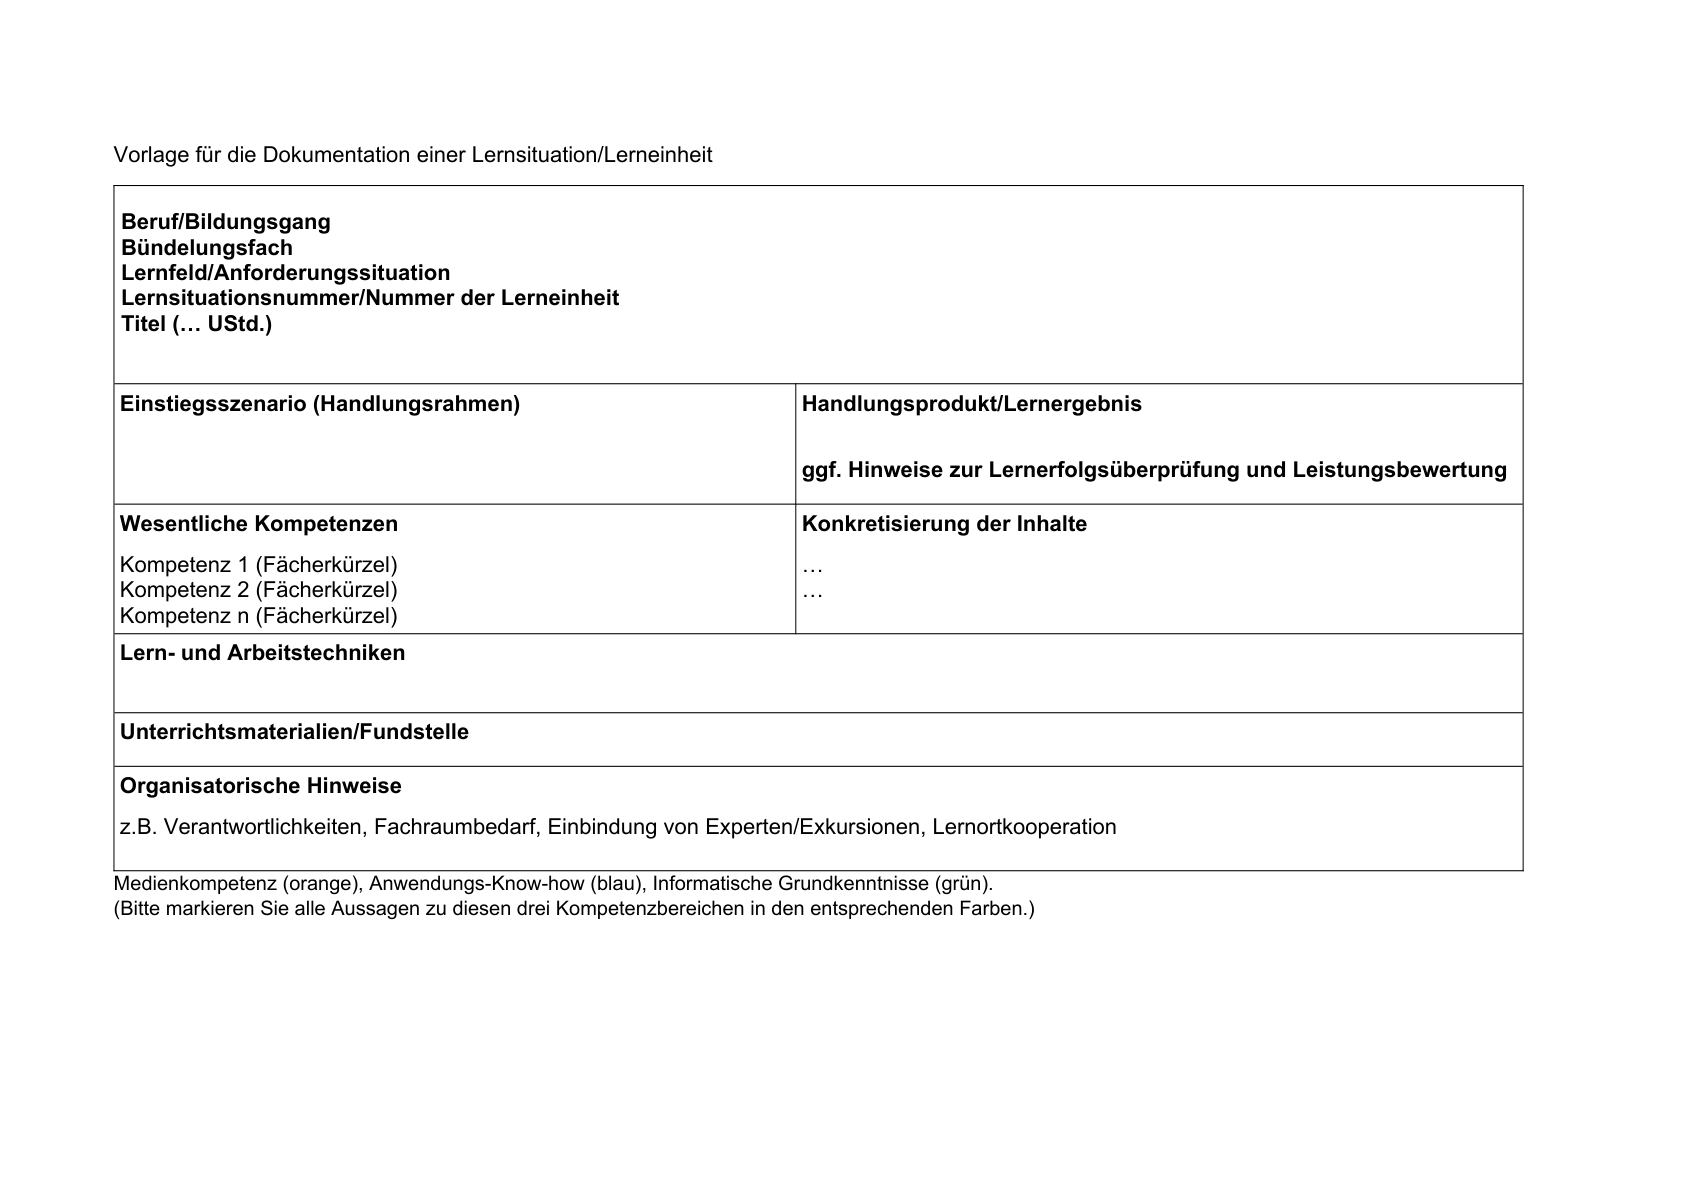 Vorlage für die Dokumentation einer Lernsituation/Lerneinheit
Beruf/Bildungsgang
Bündelungsfach
Lernfeld/Anforderungssituation
Lernsituationsnummer/Nummer der Lerneinheit
Titel (… UStd.)
Einstiegsszenario (Handlungsrahmen)
Handlungsprodukt/Lernergebnis
ggf. Hinweise zur Lernerfolgsüberprüfung und Leistungsbewertung
Wesentliche Kompetenzen
Kompetenz 1 (Fächerkürzel)
Kompetenz 2 (Fächerkürzel)
Kompetenz n (Fächerkürzel)
Konkretisierung der Inhalte
…
…
Lern- und Arbeitstechniken
Unterrichtsmaterialien/Fundstelle
Organisatorische Hinweise
z.B. Verantwortlichkeiten, Fachraumbedarf, Einbindung von Experten/Exkursionen, Lernortkooperation
Medienkompetenz (orange), Anwendungs-Know-how (blau), Informatische Grundkenntnisse (grün).
(Bitte markieren Sie alle Aussagen zu diesen drei Kompetenzbereichen in den entsprechenden Farben.)